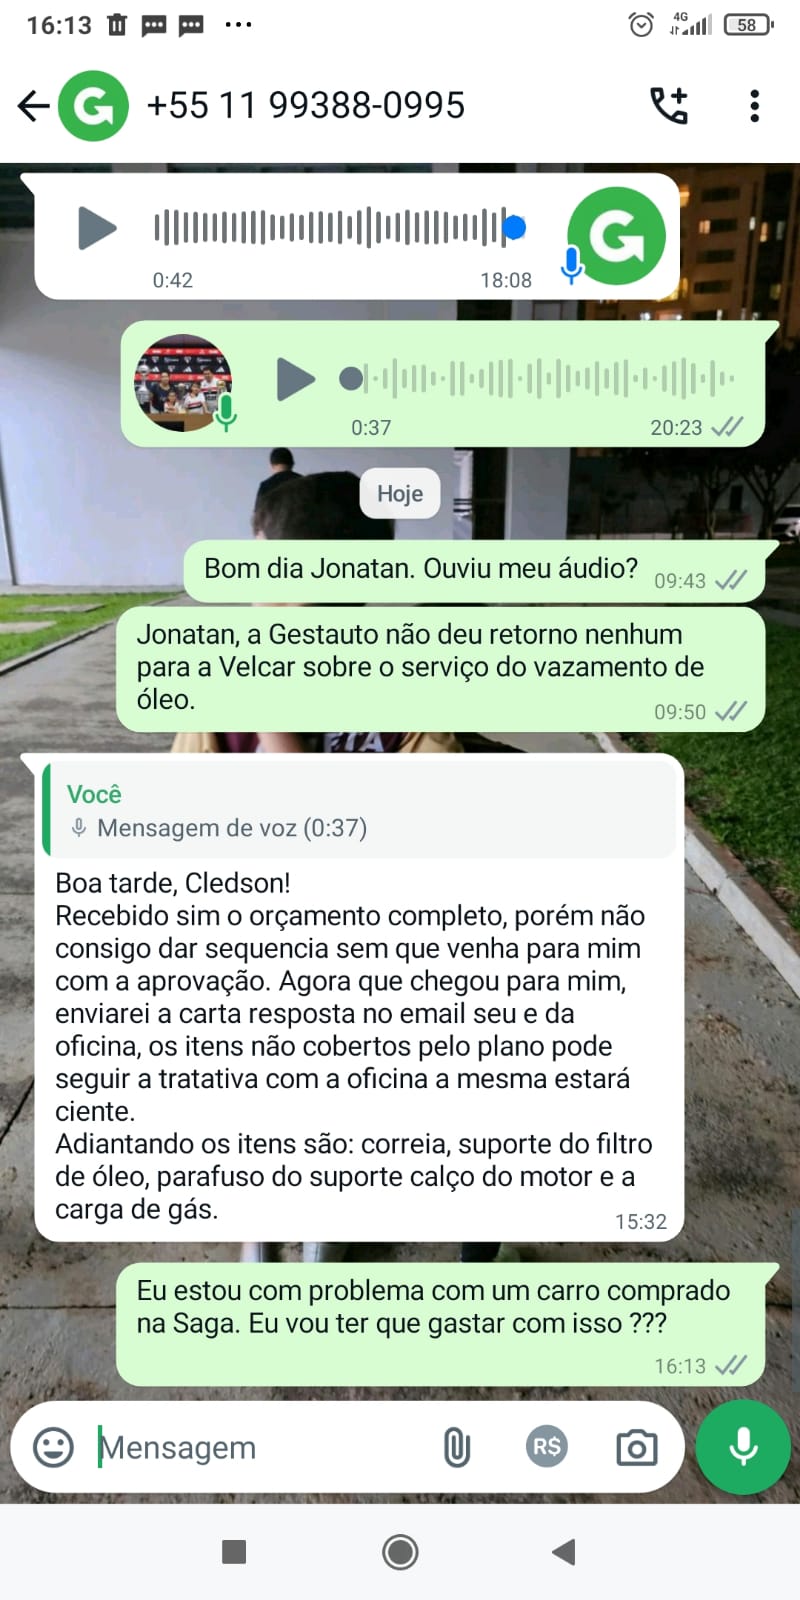 16:13
4G
58
G
+55 11 99388-0995
G
0:42
18:08
0:37
20:23
Hoje
Bom dia Jonatan. Ouviu meu áudio?
09:43
Jonatan, a Gestauto não deu retorno nenhum
para a Velcar sobre o serviço do vazamento de
óleo.
09:50
Você
Mensagem de voz (0:37)
Boa tarde, Cledson!
Recebido sim o orçamento completo, porém não
consigo dar sequencia sem que venha para mim
com a aprovação. Agora que chegou para mim,
enviarei a carta resposta no email seu e da
oficina, os itens não cobertos pelo plano pode
seguir a tratativa com a oficina a mesma estará
ciente.
Adiantando os itens são: correia, suporte do filtro
de óleo, parafuso do suporte calço do motor e a
carga de gás.
15:32
Eu estou com problema com um carro comprado
na Saga. Eu vou ter que gastar com isso ???
16:13
Mensagem
R$